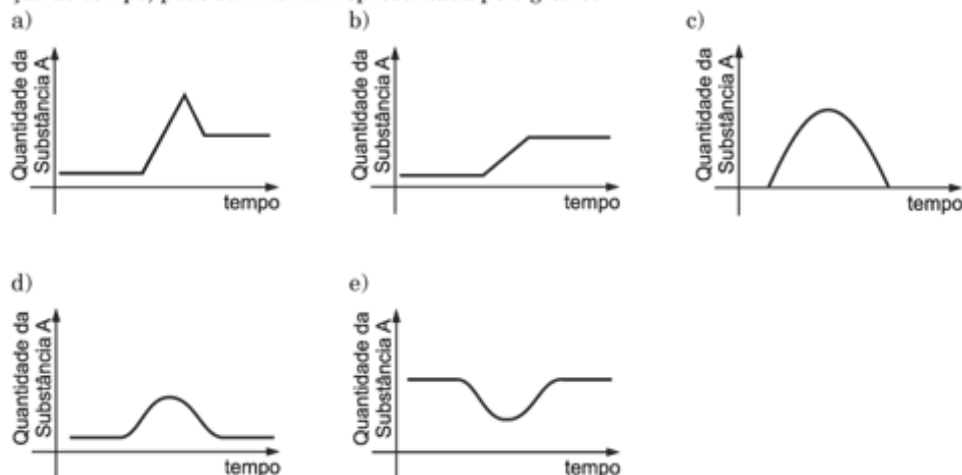 a)
b)
c)
Quantidade da
Substância A
tempo
Quantidade da
Substância A
tempo
Quantidade da
Substância A
tempo
d)
e)
Quantidade da
Substância A
tempo
Quantidade da
Substância A
tempo